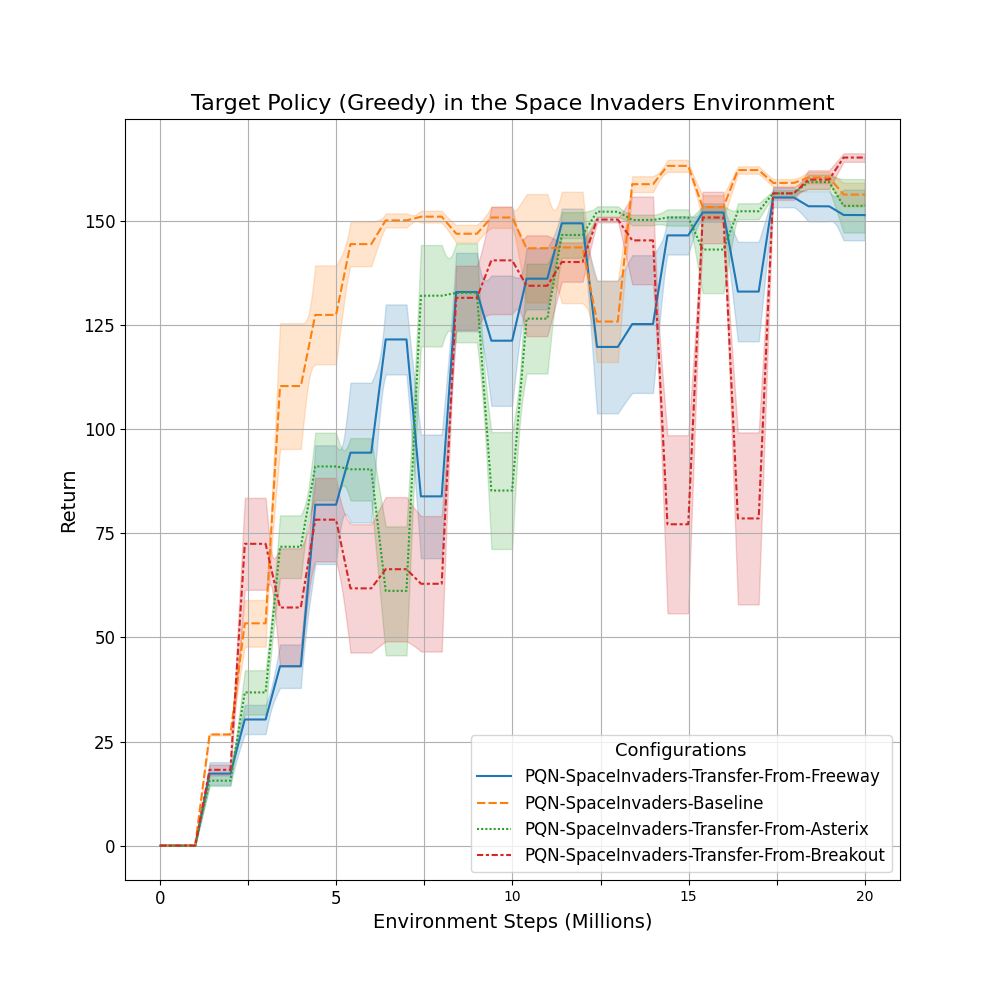 Target Policy (Greedy) in the Space Invaders Environment
Return
150
125
100
75
50
25
0
0
5
10
15
20
Environment Steps (Millions)
Configurations
PQN-SpaceInvaders-Transfer-From-Freeway
PQN-SpaceInvaders-Baseline
PQN-SpaceInvaders-Transfer-From-Asterix
PQN-SpaceInvaders-Transfer-From-Breakout